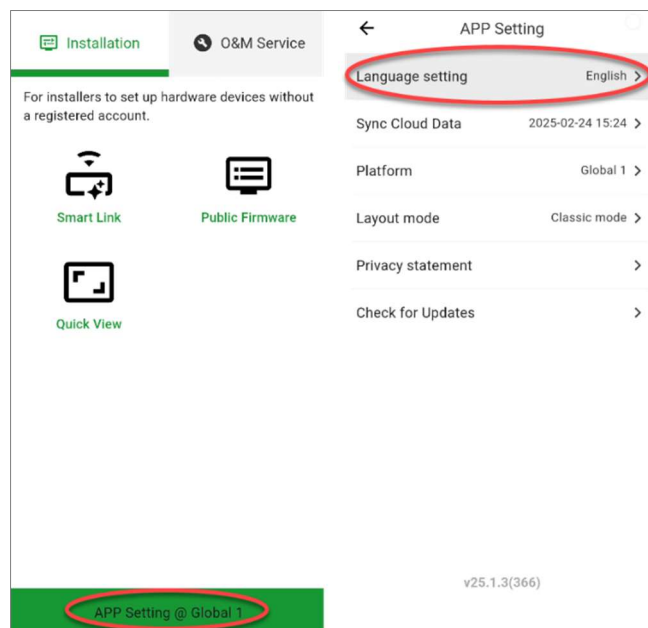 Installation
O&M Service
For installers to set up hardware devices without
a registered account.
Smart Link
Public Firmware
Quick View
APP Setting @ Global 1
APP Setting
Language setting English
Sync Cloud Data 2025-02-24 15:24
Platform Global 1
Layout mode Classic mode
Privacy statement
Check for Updates
v25.1.3(366)